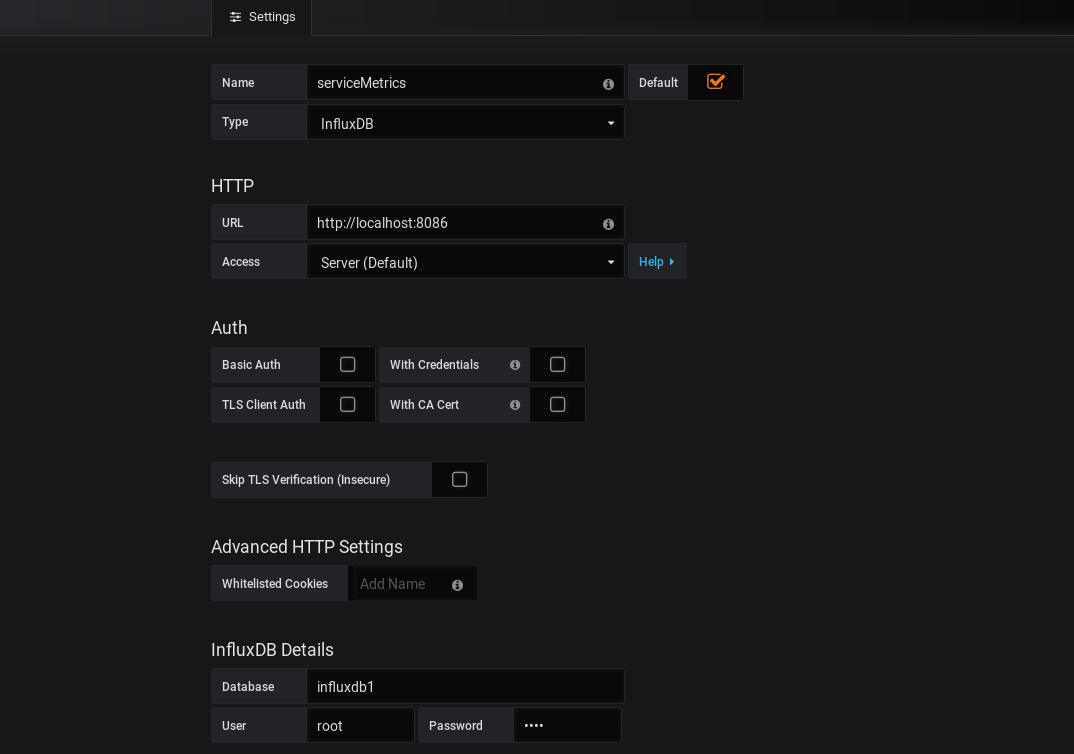 Settings
Name serviceMetrics Default
Type InfluxDB
HTTP
URL http://localhost:8086
Access Server (Default) Help
Auth
Basic Auth With Credentials
TLS Client Auth With CA Cert
Skip TLS Verification (Insecure)
Advanced HTTP Settings
Whitelisted Cookies Add Name
InfluxDB Details
Database influxdb1
User root Password ••••